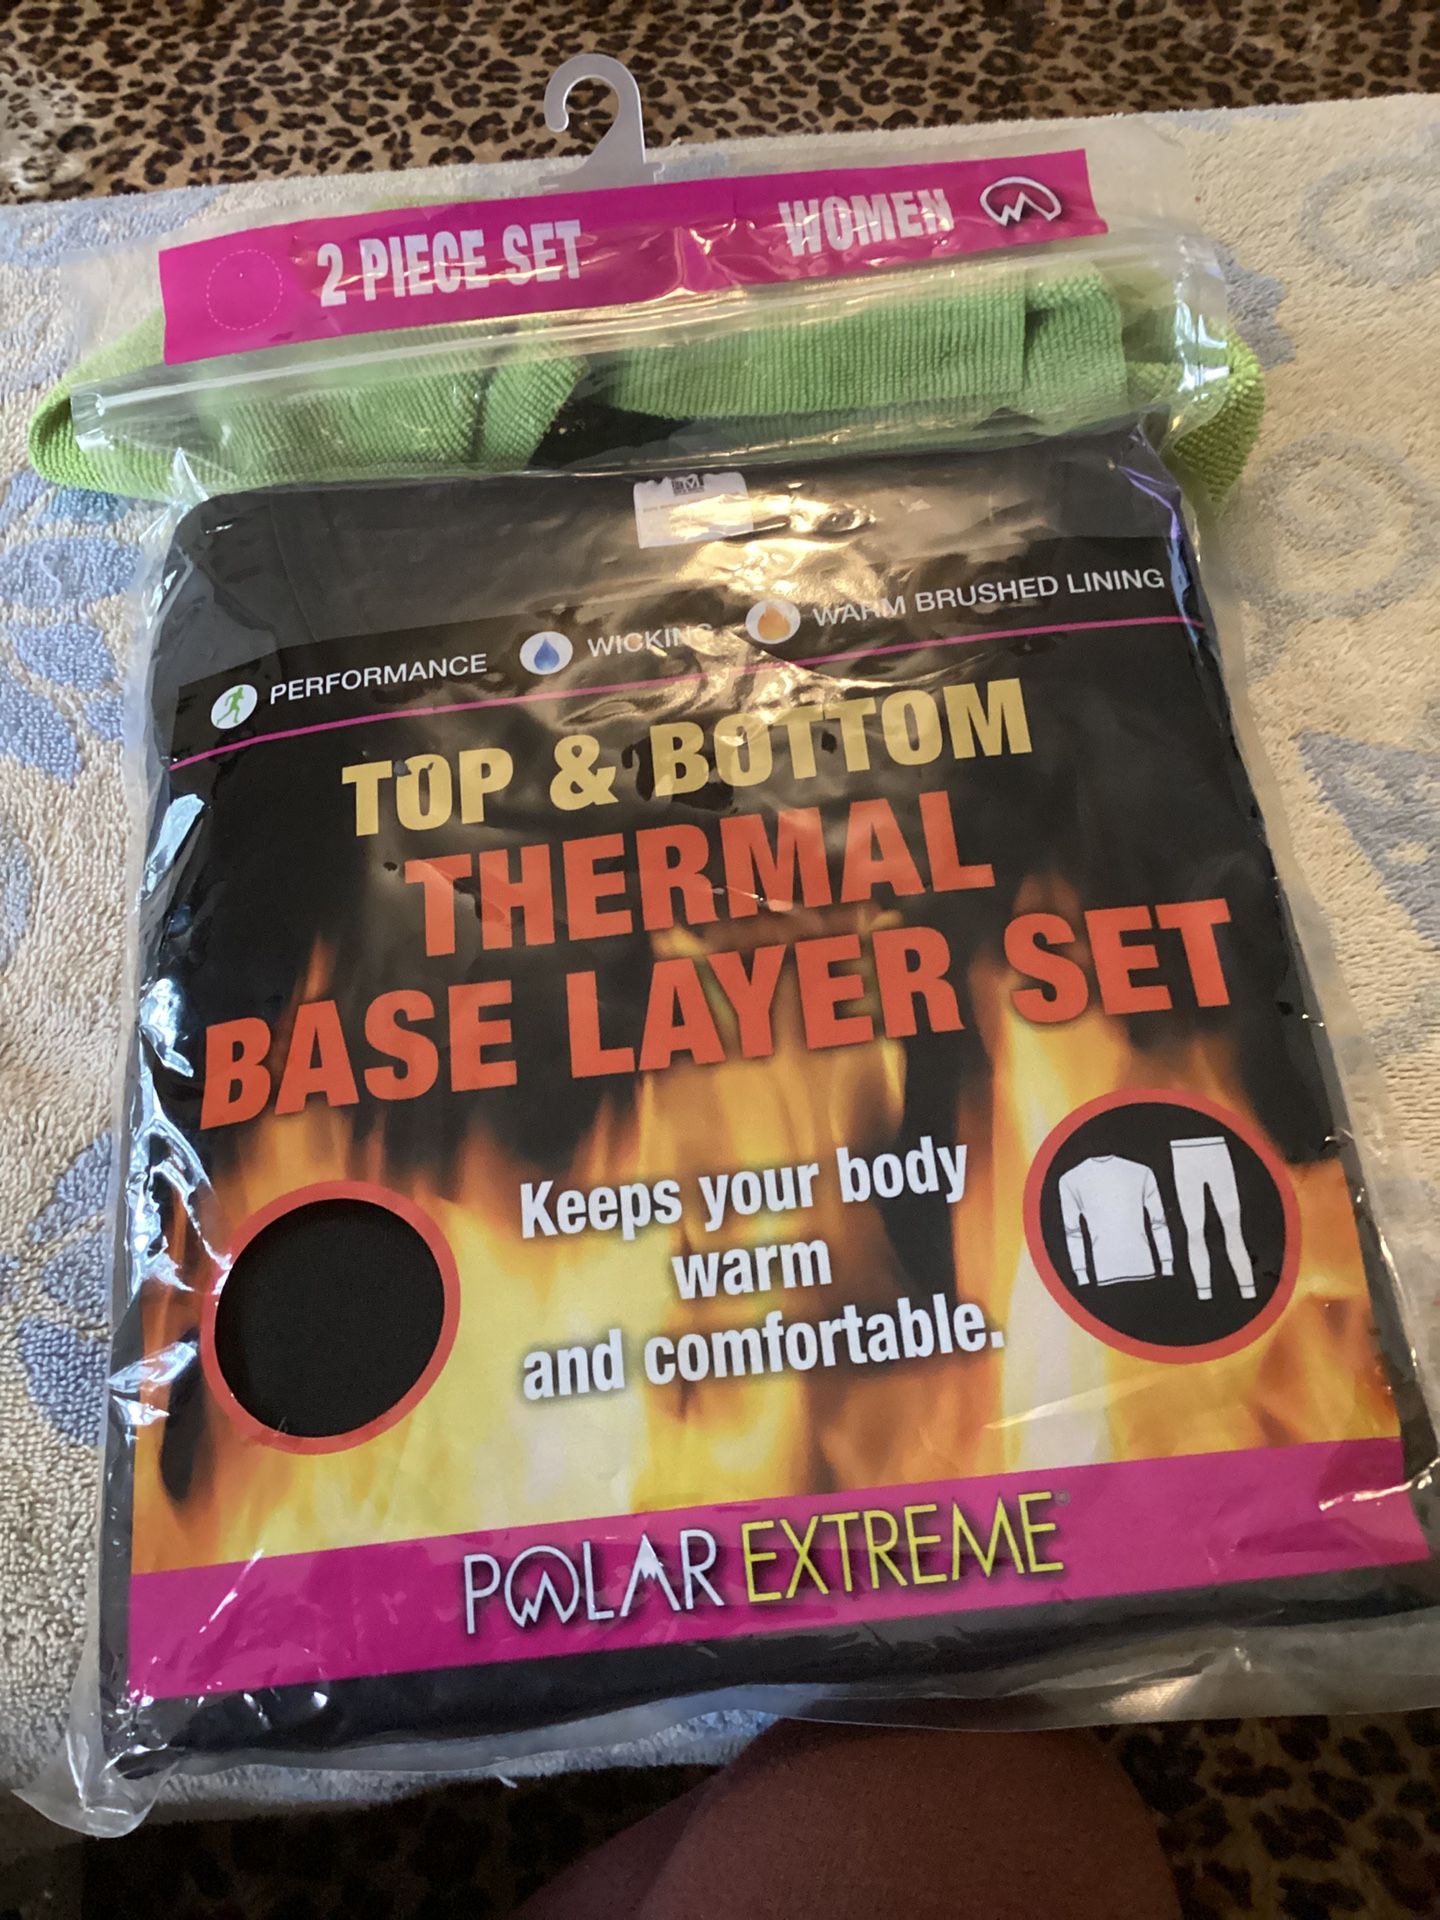 2 PIECE SET WOMEN
PERFORMANCE WICKING WARM BRUSHED LINING
TOP & BOTTOM
THERMAL
BASE LAYER SET
Keeps your body
warm
and comfortable.
POLAR EXTREME®